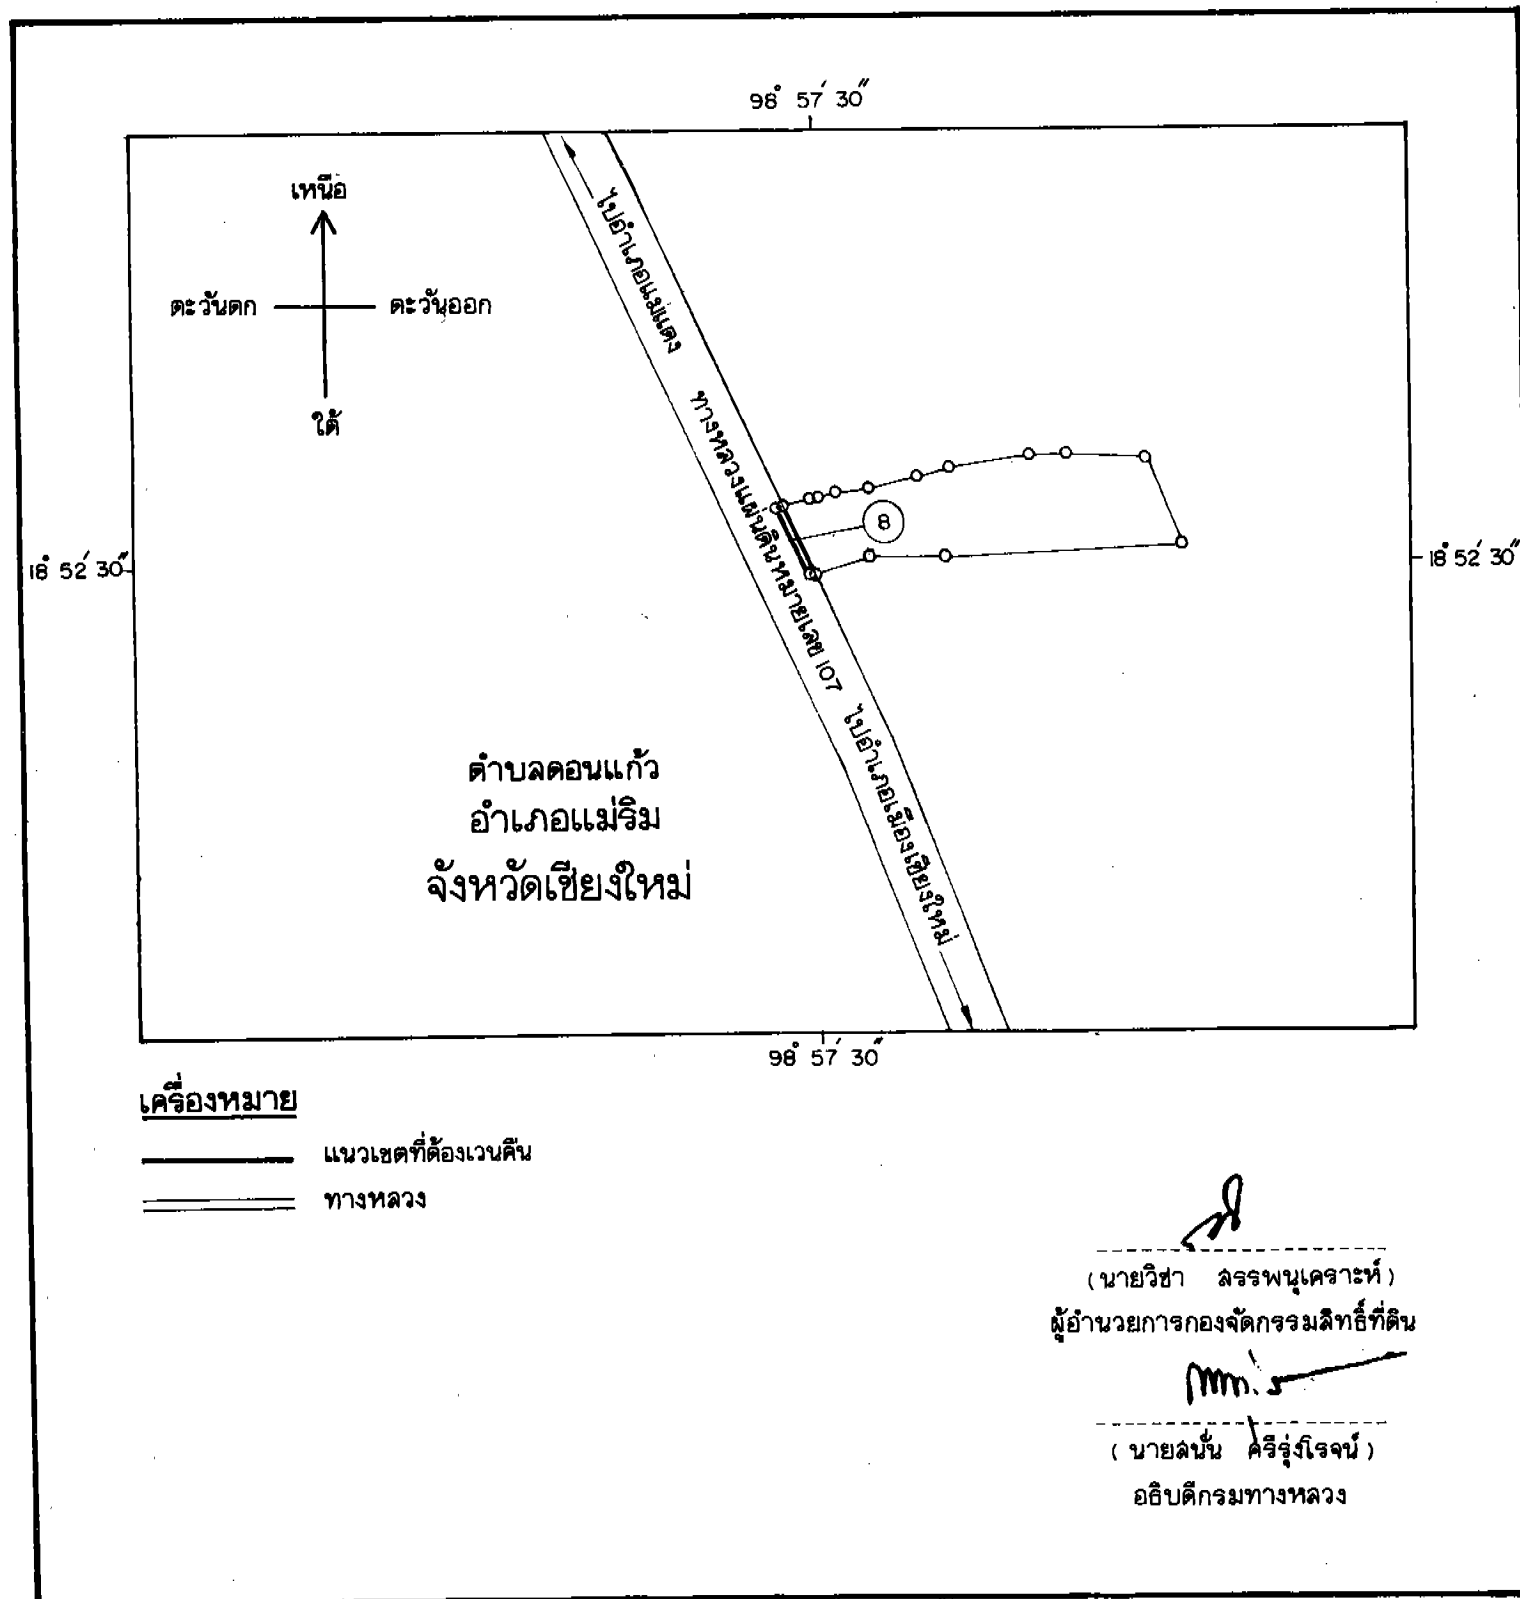 98° 57′ 30″
เหนือ
ตะวันตก
ตะวันออก
ใต้
ไปอำเภอแม่แตง
ทางหลวงแผ่นดินหมายเลข 107
ไปอำเภอเมืองเชียงใหม่
8
18° 52′ 30″
18° 52′ 30″
ตำบลดอนแก้ว
อำเภอแม่ริม
จังหวัดเชียงใหม่
98° 57′ 30″
เครื่องหมาย
แนวเขตที่ต้องเวนคืน
ทางหลวง
(นายวิชา สรรพนุเคราะห์)
ผู้อำนวยการกองจัดกรรมสิทธิ์ที่ดิน
(นายสนั่น ศรีรุ่งโรจน์)
อธิบดีกรมทางหลวง